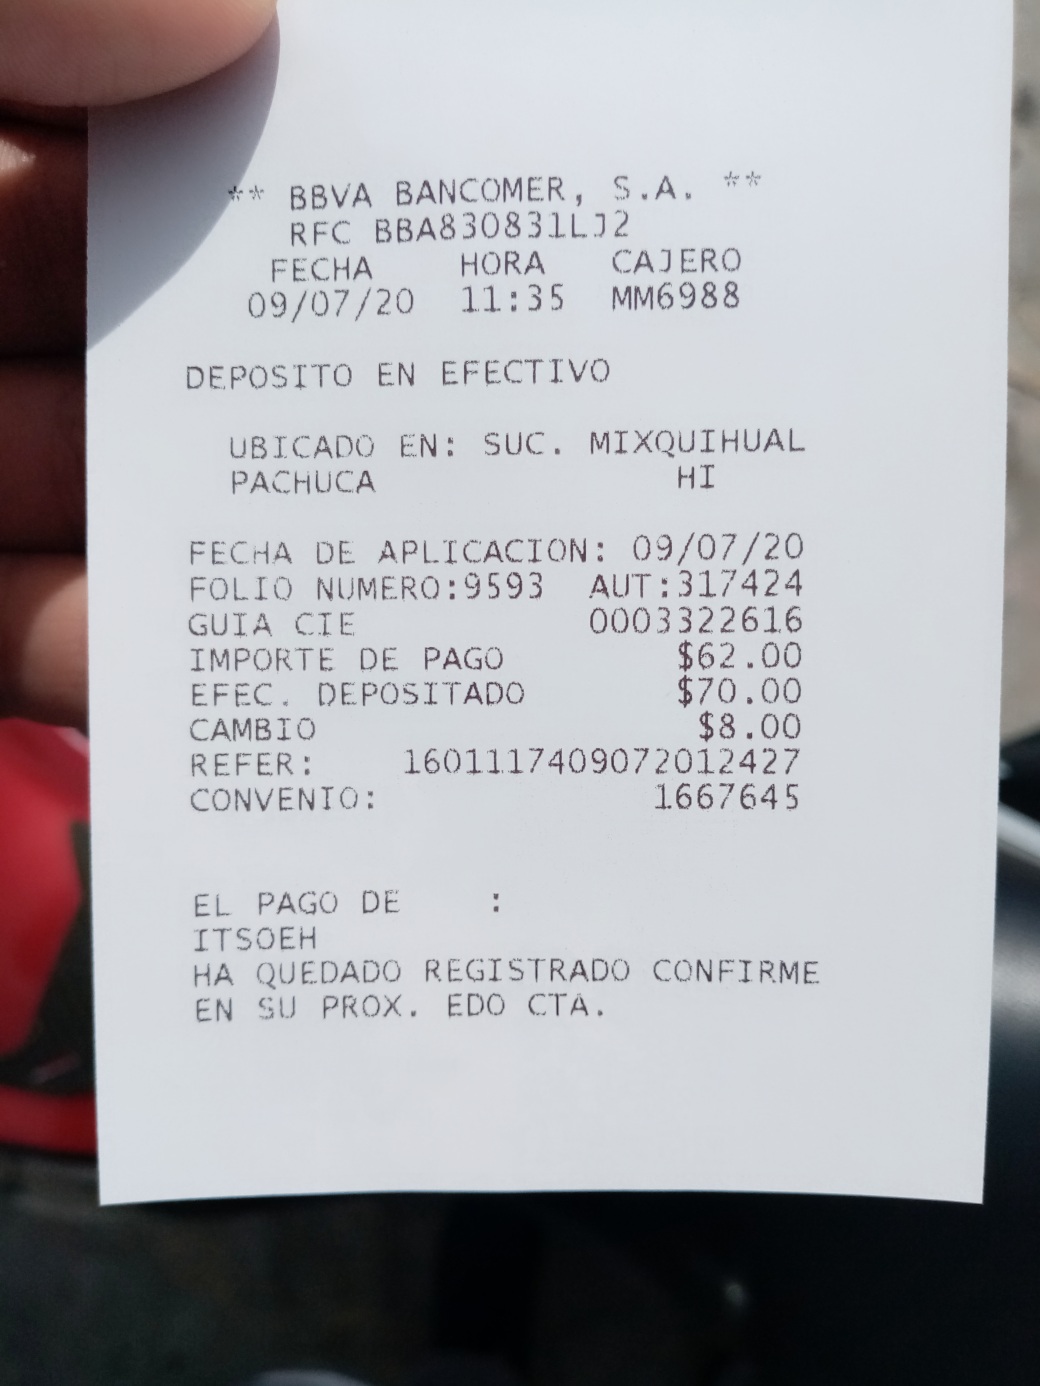 ** BBVA BANCOMER, S.A. **
RFC BBA830831LJ2
FECHA HORA CAJERO
09/07/20 11:35 MM6988
DEPOSITO EN EFECTIVO
UBICADO EN: SUC. MIXQUIHUAL
PACHUCA HI
FECHA DE APLICACION: 09/07/20
FOLIO NUMERO:9593 AUT:317424
GUIA CIE 0003322616
IMPORTE DE PAGO $62.00
EFEC. DEPOSITADO $70.00
CAMBIO $8.00
REFER: 1601117409072012427
CONVENIO: 1667645
EL PAGO DE :
ITSOEH
HA QUEDADO REGISTRADO CONFIRME
EN SU PROX. EDO CTA.